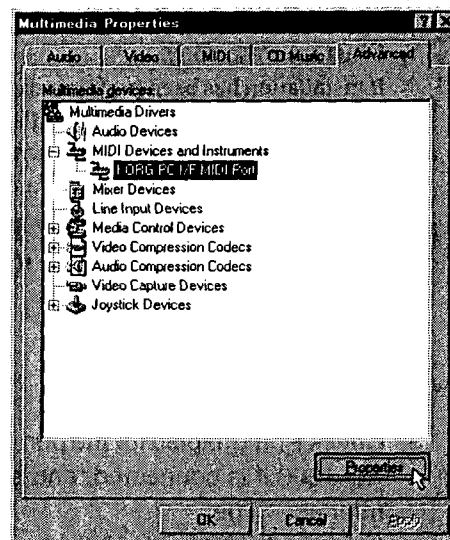 Multimedia Properties
Audio Video MIDI CD Music Advanced
Multimedia devices:
Multimedia Drivers
Audio Devices
MIDI Devices and Instruments
KORG PC I/F MIDI Port
Mixer Devices
Line Input Devices
Media Control Devices
Video Compression Codecs
Audio Compression Codecs
Video Capture Devices
Joystick Devices
Properties
OK Cancel Apply